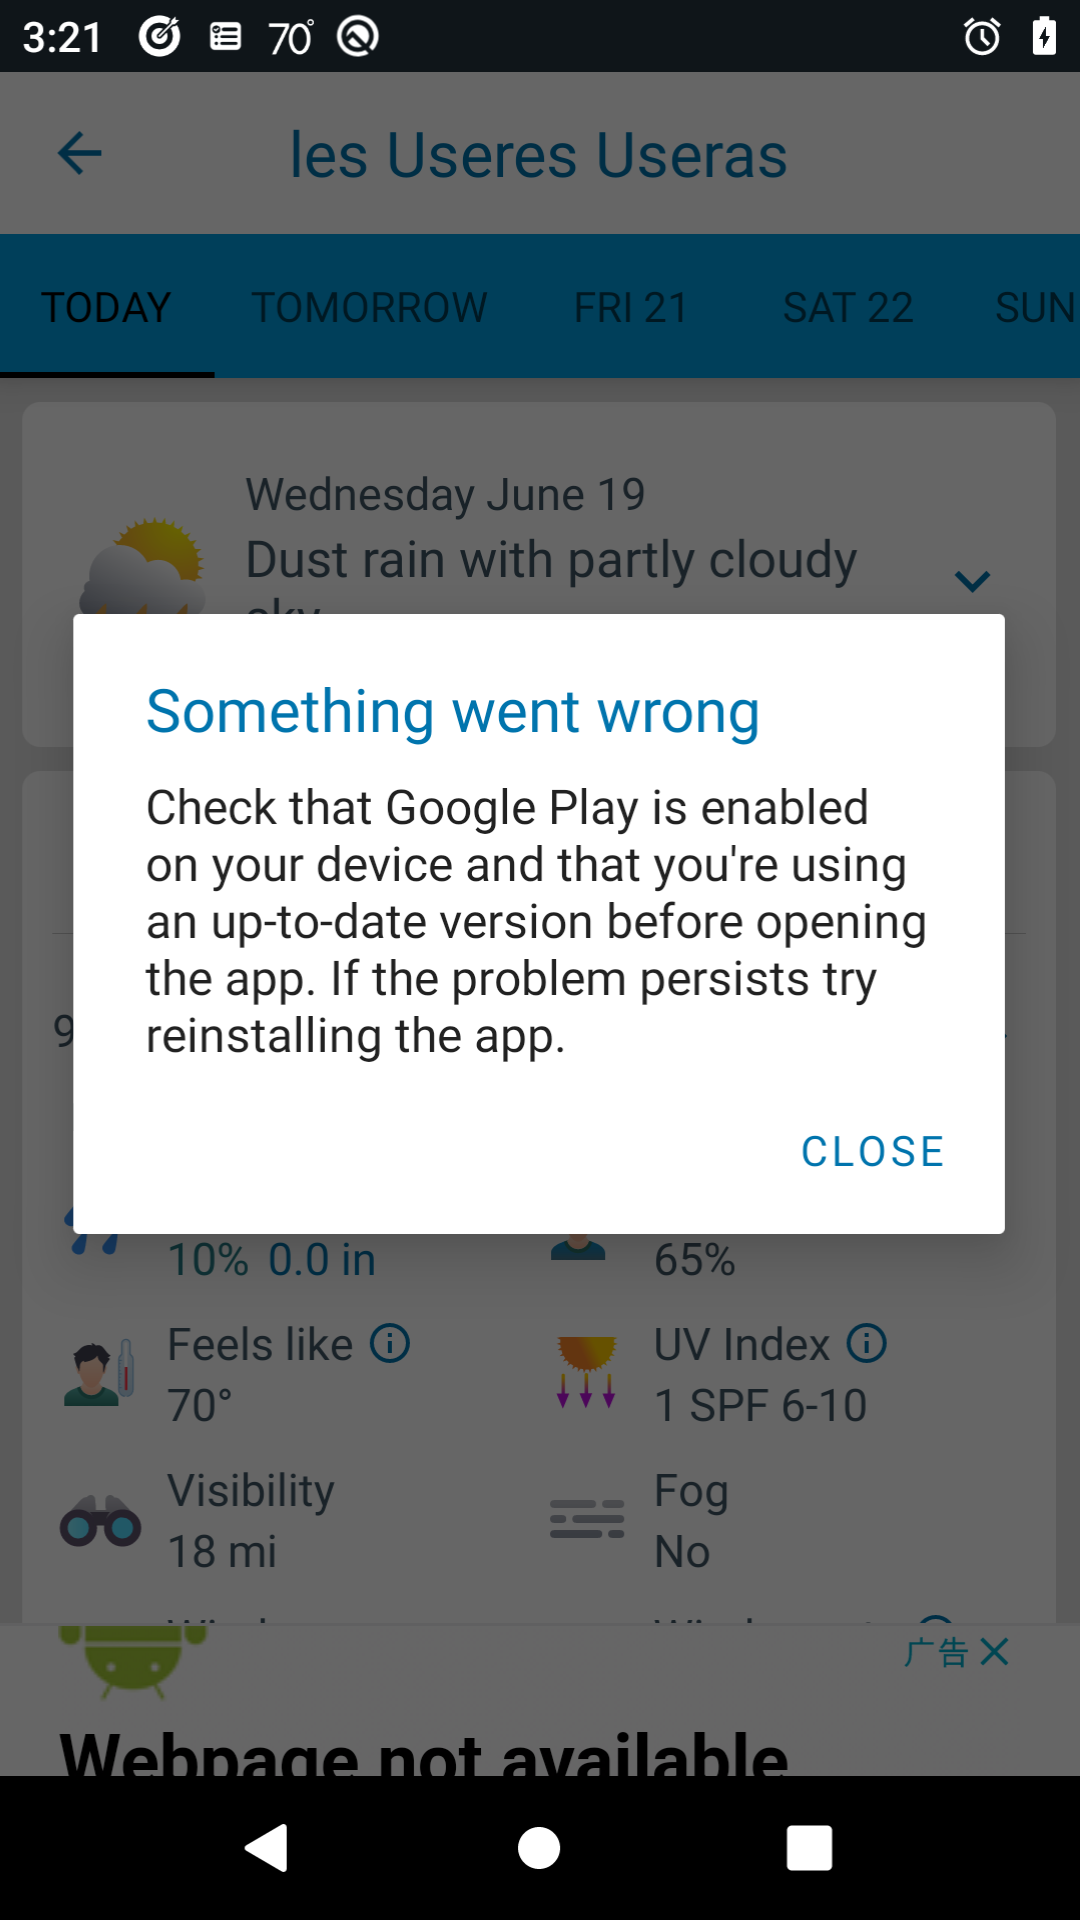 3:21 70°
les Useres Useras
TODAY TOMORROW FRI 21 SAT 22 SUN
Wednesday June 19
Dust rain with partly cloudy
sky
Something went wrong
Check that Google Play is enabled
on your device and that you're using
an up-to-date version before opening
the app. If the problem persists try
reinstalling the app.
CLOSE
9
10% 0.0 in 65%
Feels like UV Index
70° 1 SPF 6-10
Visibility Fog
18 mi No
广告
Webpage not available